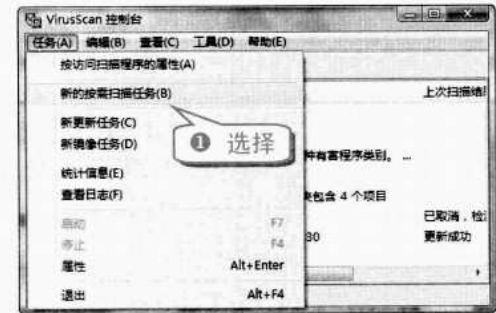 VirusScan 控制台
任务(A) 编辑(B) 查看(C) 工具(D) 帮助(E)
按访问扫描程序的属性(A)
新的按需扫描任务(B)
上次扫描结
新更新任务(C)
新镜像任务(D)
❶ 选择
种有害程序类别。 ...
统计信息(E)
查看日志(F)
包含 4 个项目
启动 F7
已取消，检
停止 F4
30 更新成功
属性 Alt+Enter
退出 Alt+F4